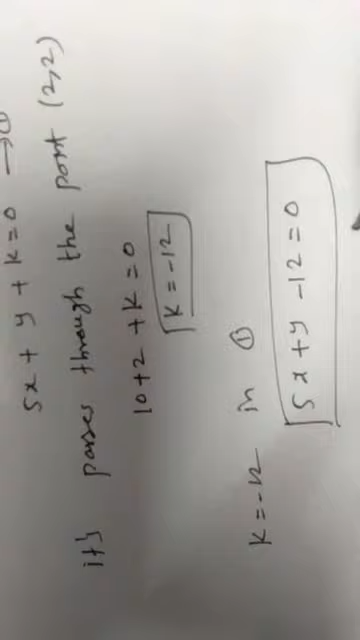 5x + y + k = 0 → ①
it's passes through the point (2,2)
10 + 2 + k = 0
k = -12
k = -12 in ①
5x + y - 12 = 0